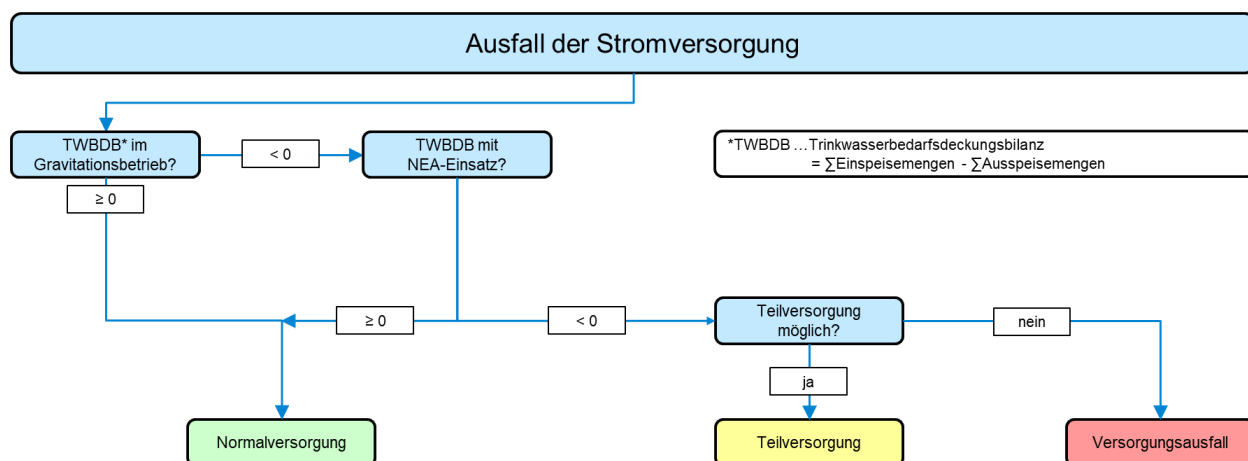 Ausfall der Stromversorgung
TWBDB* im
Gravitationsbetrieb?
< 0
TWBDB mit
NEA-Einsatz?
*TWBDB …Trinkwasserbedarfsdeckungsbilanz
= ∑Einspeisemengen - ∑Ausspeisemengen
≥ 0
≥ 0
< 0
Teilversorgung
möglich?
nein
ja
Normalversorgung
Teilversorgung
Versorgungsausfall